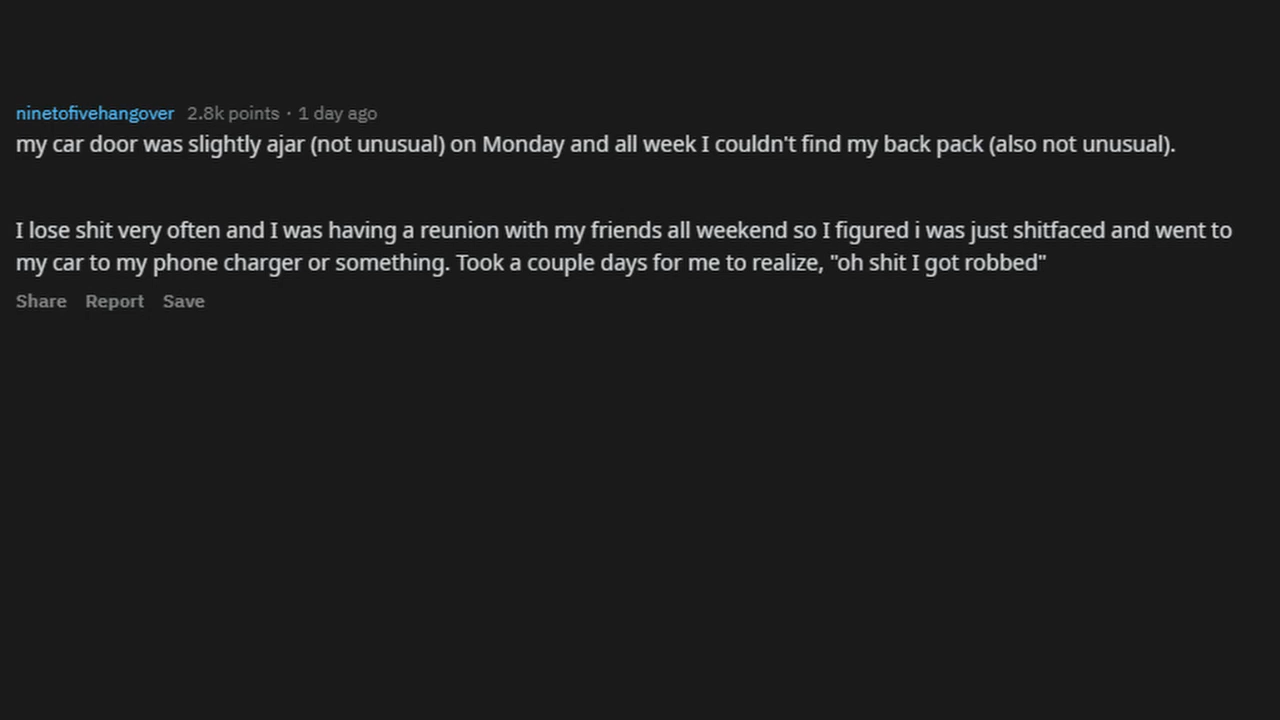 ninetofivehangover 2.8k points · 1 day ago
my car door was slightly ajar (not unusual) on Monday and all week I couldn't find my back pack (also not unusual).
I lose shit very often and I was having a reunion with my friends all weekend so I figured i was just shitfaced and went to
my car to my phone charger or something. Took a couple days for me to realize, "oh shit I got robbed"
Share Report Save